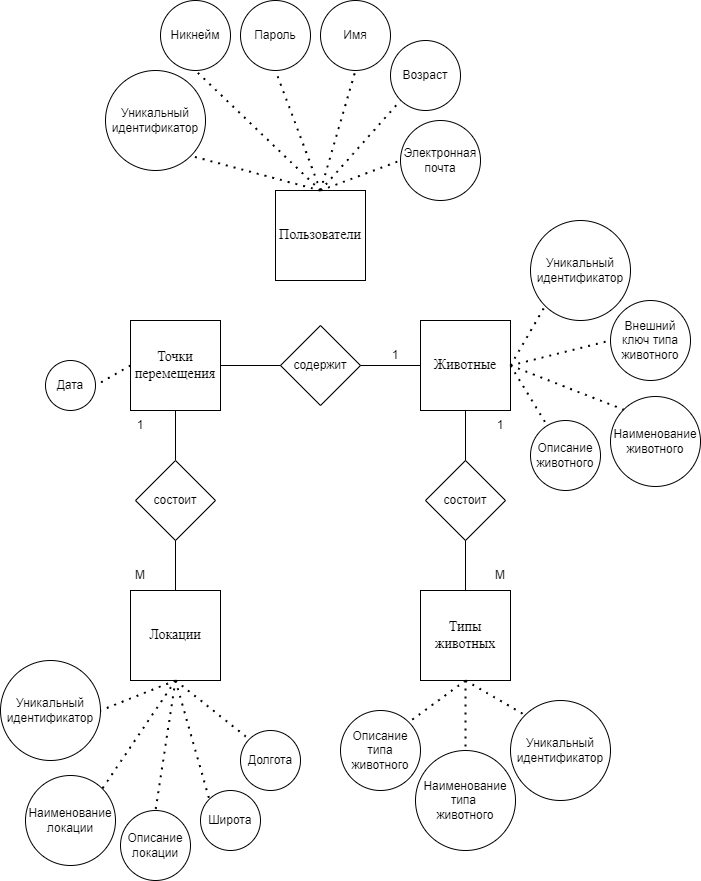 Никнейм
Пароль
Имя
Возраст
Уникальный
идентификатор
Электронная
почта
Пользователи
Уникальный
идентификатор
Внешний
ключ типа
животного
Точки
перемещения
содержит
1
Животные
Дата
1
1
Описание
животного
Наименование
животного
состоит
состоит
М
М
Локации
Типы
животных
Уникальный
идентификатор
Описание
типа
животного
Уникальный
идентификатор
Долгота
Наименование
типа
животного
Наименование
локации
Широта
Описание
локации